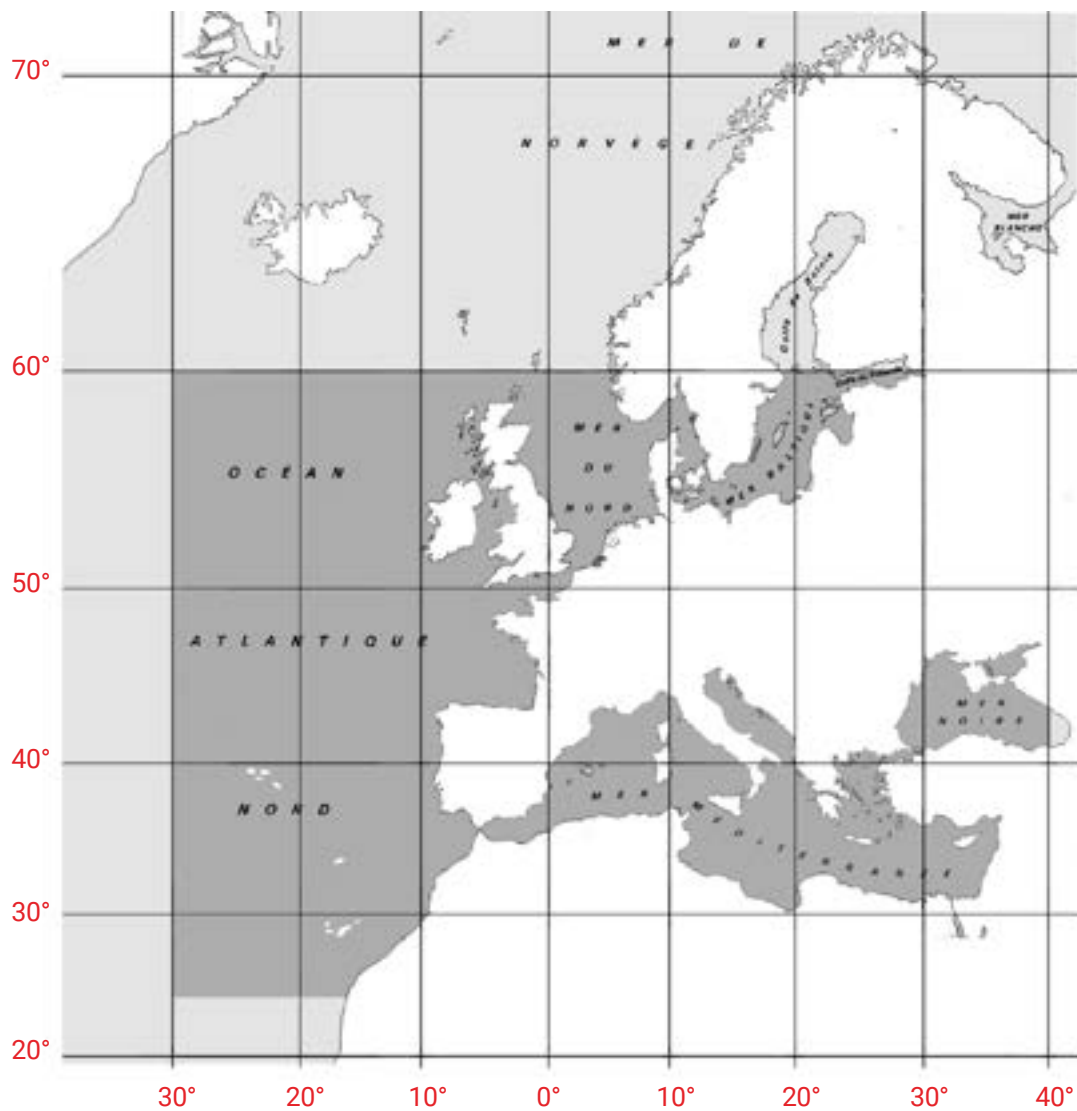 MER DE
70°
NORVÈGE
MER
BLANCHE
Golfe de Botnie
60°
MER
DU
NORD
MER BALTIQUE
OCÉAN
50°
ATLANTIQUE
MER
NOIRE
40°
NORD
MER
MÉDITERRANÉE
30°
20°
30° 20° 10° 0° 10° 20° 30° 40°